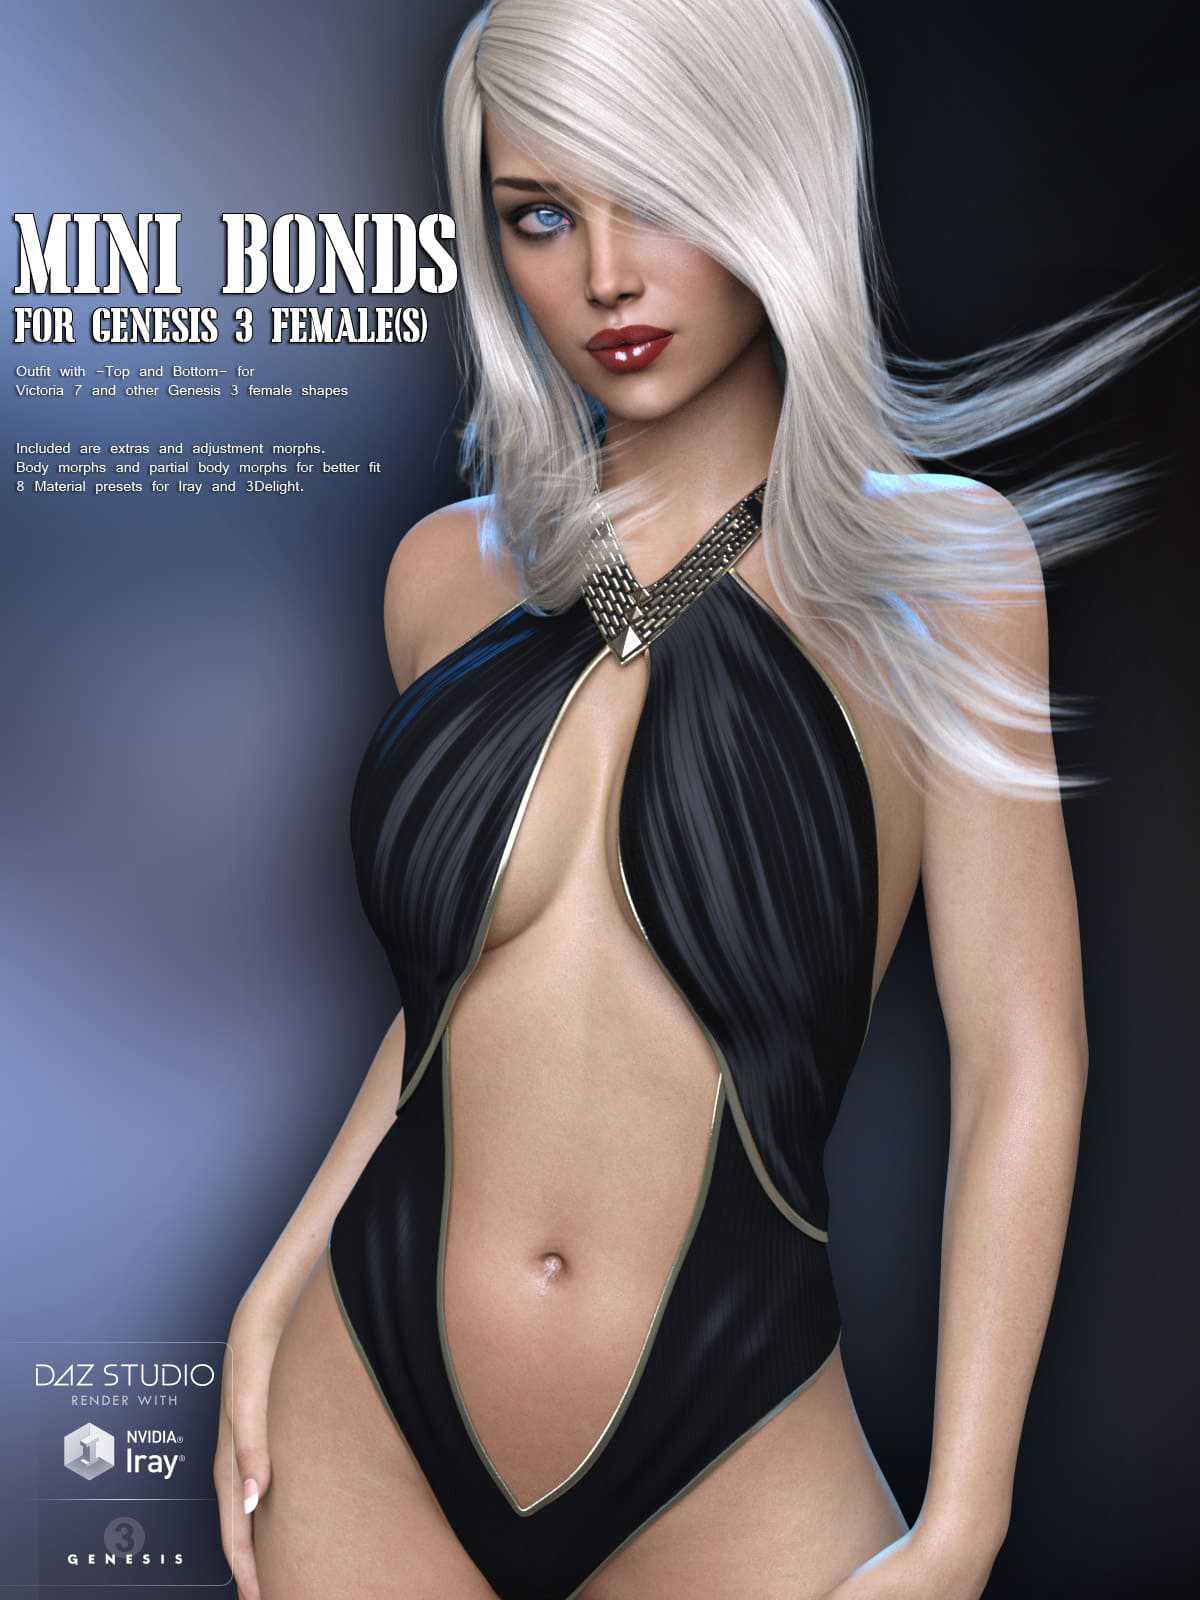 MINI BONDS
FOR GENESIS 3 FEMALE(S)
Outfit with -Top and Bottom- for
Victoria 7 and other Genesis 3 female shapes
Included are extras and adjustment morphs.
Body morphs and partial body morphs for better fit
8 Material presets for Iray and 3Delight.
DAZ STUDIO
RENDER WITH
NVIDIA®
Iray®
3
GENESIS